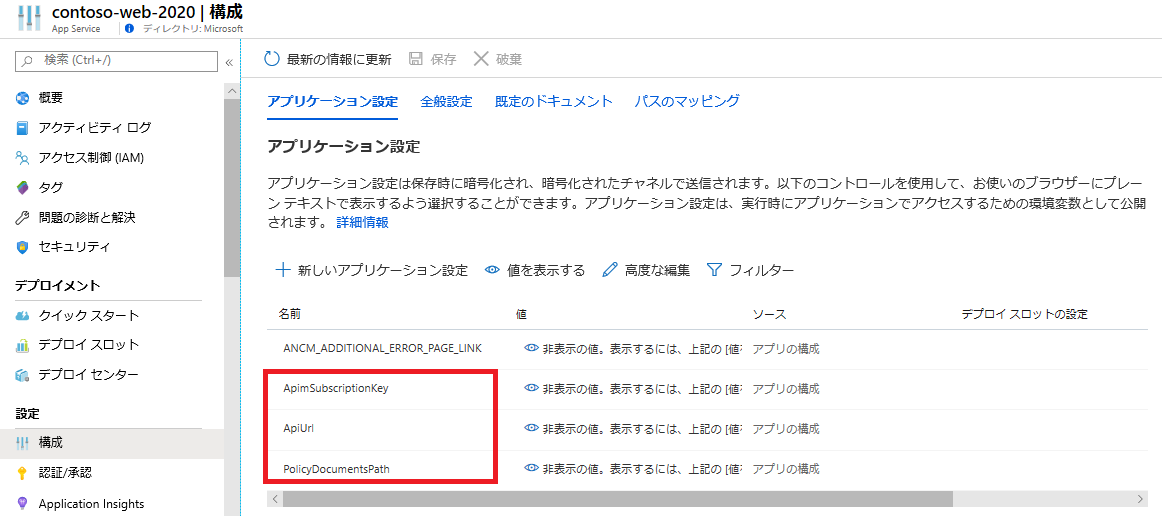 contoso-web-2020 | 構成
App Service
ディレクトリ: Microsoft
検索 (Ctrl+/)
«
最新の情報に更新
保存
破棄
概要
アクティビティ ログ
アクセス制御 (IAM)
タグ
問題の診断と解決
セキュリティ
デプロイメント
クイック スタート
デプロイ スロット
デプロイ センター
設定
構成
認証/承認
Application Insights
アプリケーション設定
全般設定
既定のドキュメント
パスのマッピング
アプリケーション設定
アプリケーション設定は保存時に暗号化され、暗号化されたチャネルで送信されます。以下のコントロールを使用して、お使いのブラウザーにプレー
ン テキストで表示するよう選択することができます。アプリケーション設定は、実行時にアプリケーションでアクセスするための環境変数として公開
されます。 詳細情報
新しいアプリケーション設定
値を表示する
高度な編集
フィルター
名前 値 ソース デプロイ スロットの設定
ANCM_ADDITIONAL_ERROR_PAGE_LINK 非表示の値。表示するには、上記の [値 アプリの構成
ApimSubscriptionKey 非表示の値。表示するには、上記の [値 アプリの構成
ApiUrl 非表示の値。表示するには、上記の [値 アプリの構成
PolicyDocumentsPath 非表示の値。表示するには、上記の [値 アプリの構成